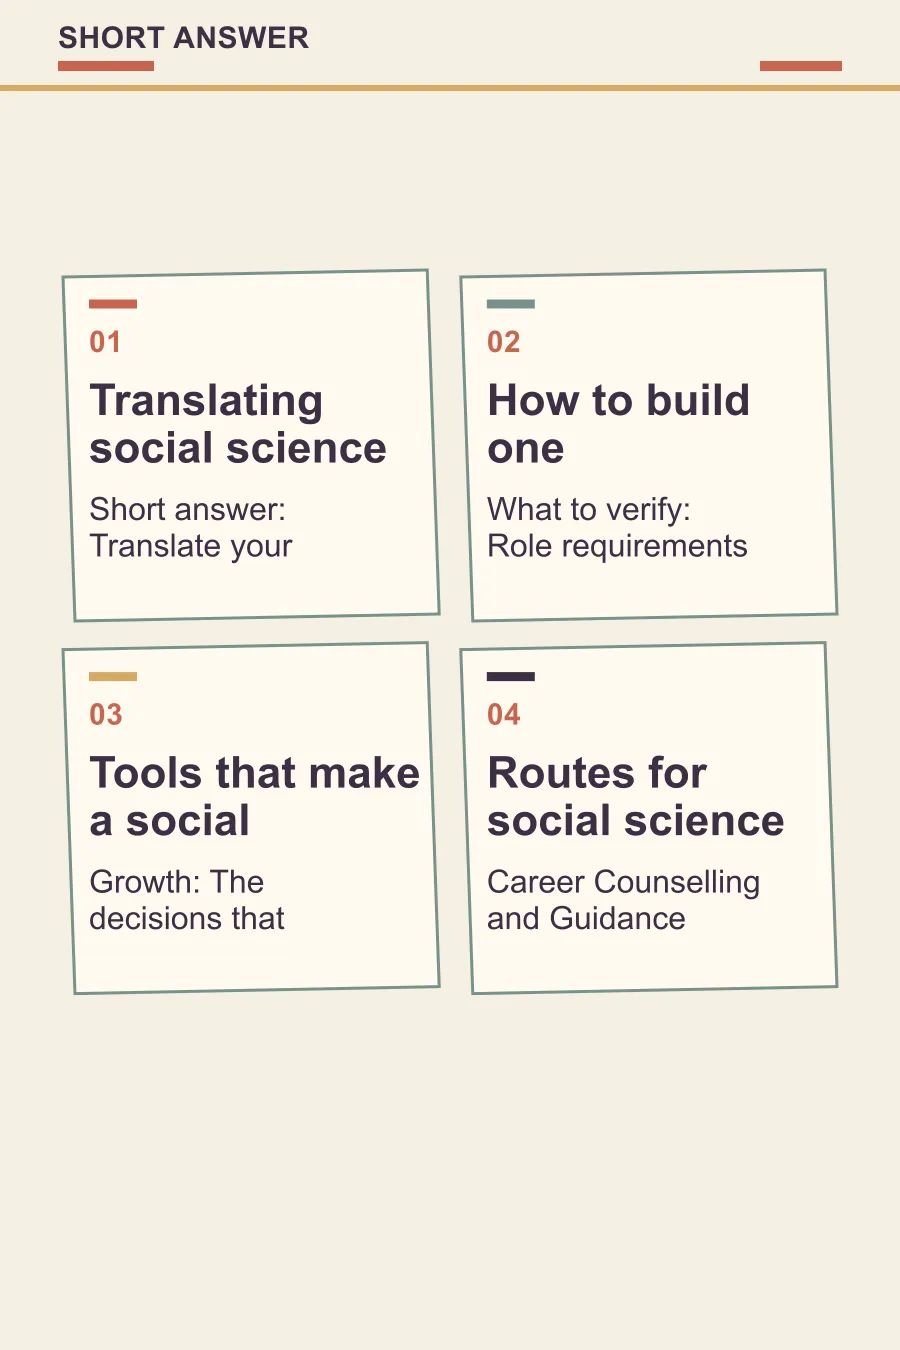 SHORT ANSWER
01
Translating
social science
Short answer:
Translate your
02
How to build
one
What to verify:
Role requirements
03
Tools that make
a social
Growth: The
decisions that
04
Routes for
social science
Career Counselling
and Guidance